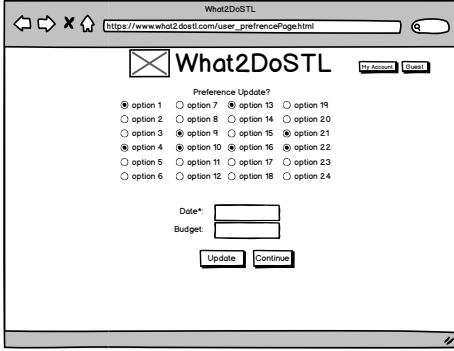 What2DoSTL
https://www.what2dostl.com/user_prefrencePage.html
What2DoSTL
My Account Guest
Preference Update?
option 1 option 7 option 13 option 19
option 2 option 8 option 14 option 20
option 3 option 9 option 15 option 21
option 4 option 10 option 16 option 22
option 5 option 11 option 17 option 23
option 6 option 12 option 18 option 24
Date*:
Budget:
Update Continue